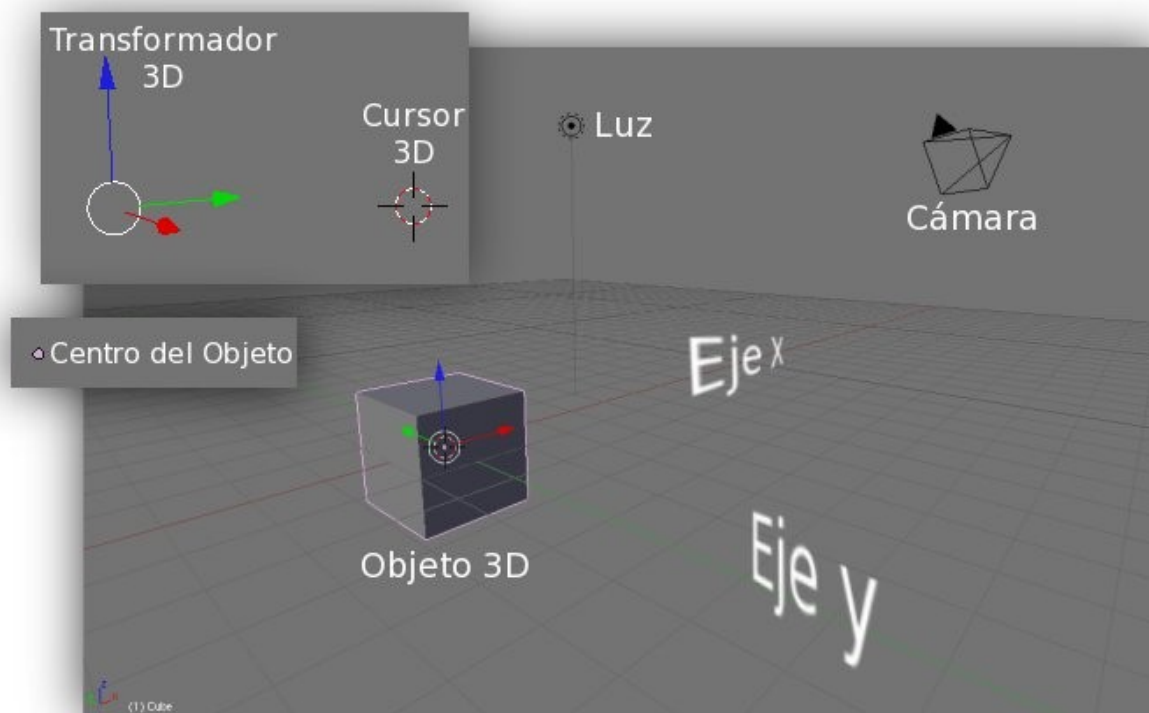 Transformador
3D
Cursor
3D
Luz
Cámara
Centro del Objeto
Eje x
Objeto 3D
Eje y
z
x
(1) Cube